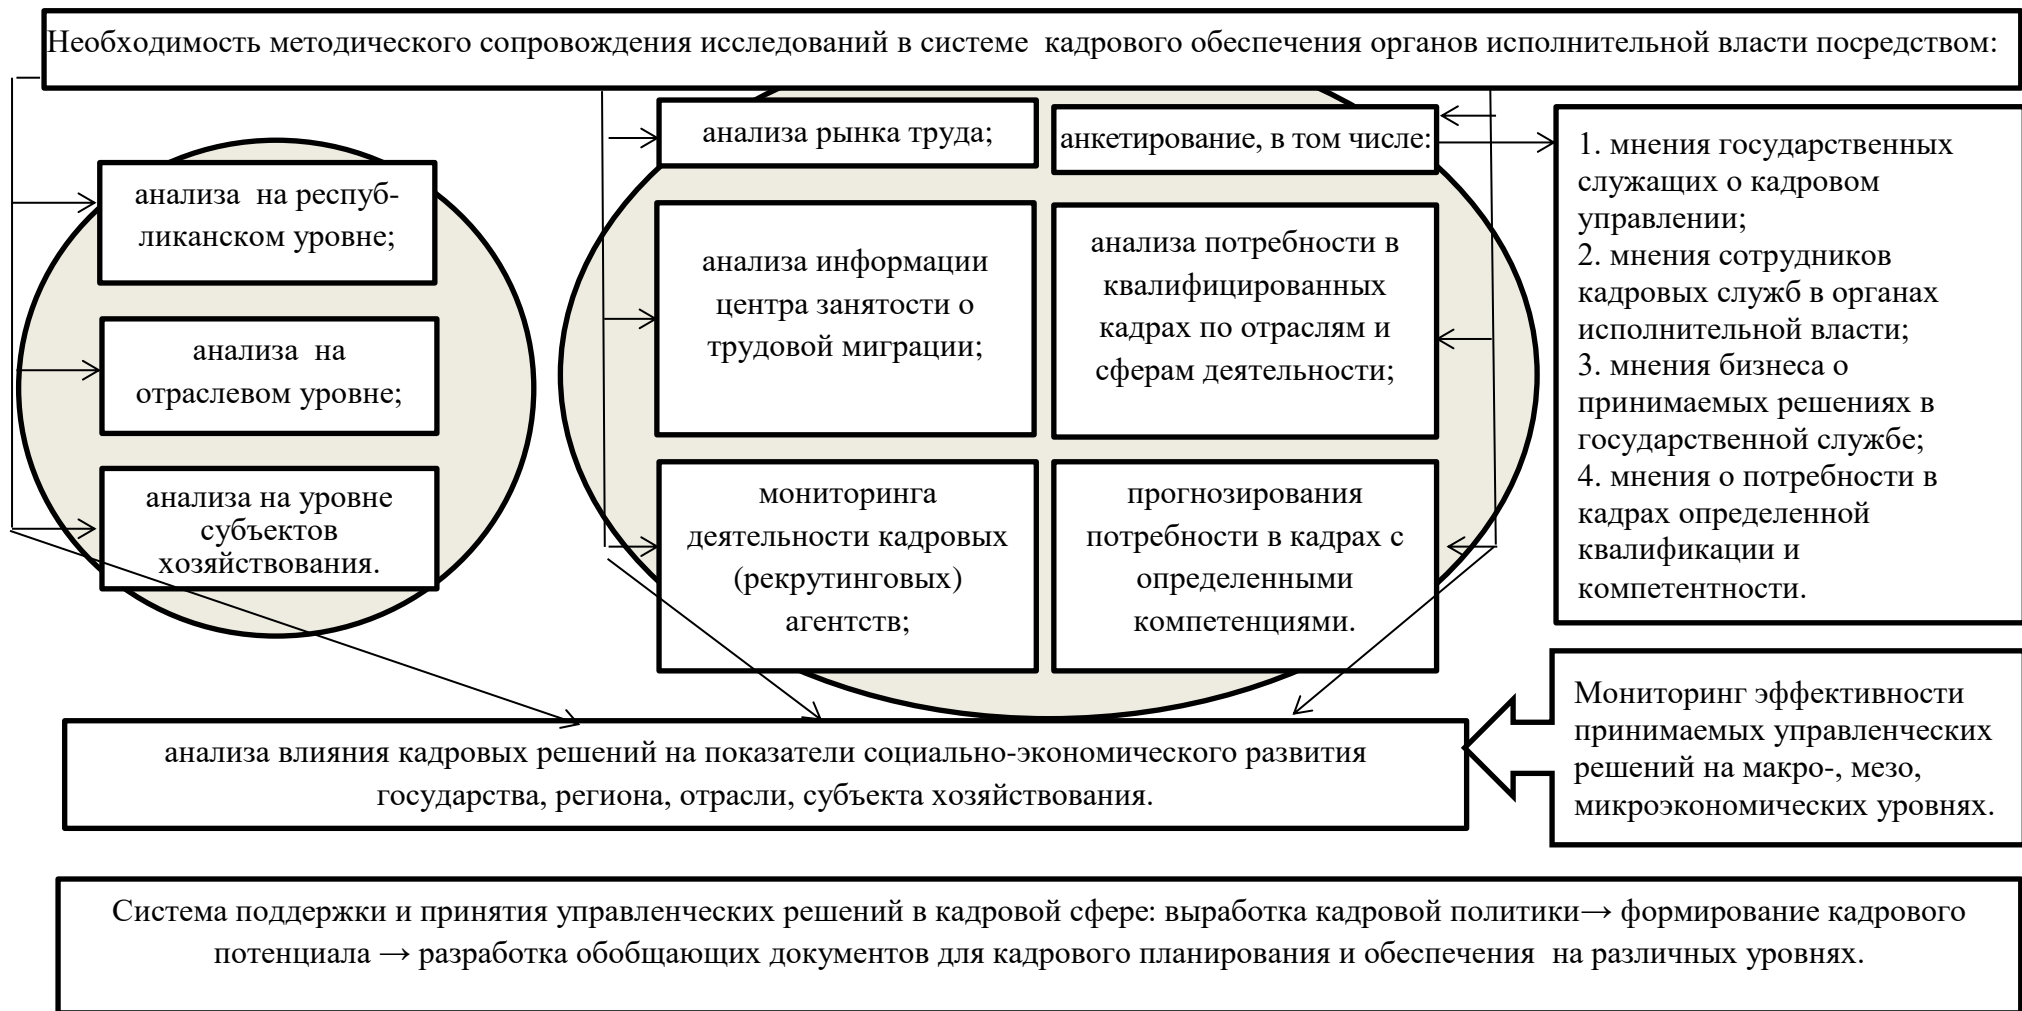 Необходимость методического сопровождения исследований в системе кадрового обеспечения органов исполнительной власти посредством:
анализа на респуб-
ликанском уровне;
анализа на
отраслевом уровне;
анализа на уровне
субъектов
хозяйствования.
анализа рынка труда;
анализа информации
центра занятости о
трудовой миграции;
мониторинга
деятельности кадровых
(рекрутинговых)
агентств;
анкетирование, в том числе:
анализа потребности в
квалифицированных
кадрах по отраслям и
сферам деятельности;
прогнозирования
потребности в кадрах с
определенными
компетенциями.
1. мнения государственных
служащих о кадровом
управлении;
2. мнения сотрудников
кадровых служб в органах
исполнительной власти;
3. мнения бизнеса о
принимаемых решениях в
государственной службе;
4. мнения о потребности в
кадрах определенной
квалификации и
компетентности.
анализа влияния кадровых решений на показатели социально-экономического развития
государства, региона, отрасли, субъекта хозяйствования.
Мониторинг эффективности
принимаемых управленческих
решений на макро-, мезо,
микроэкономических уровнях.
Система поддержки и принятия управленческих решений в кадровой сфере: выработка кадровой политики→ формирование кадрового
потенциала → разработка обобщающих документов для кадрового планирования и обеспечения на различных уровнях.